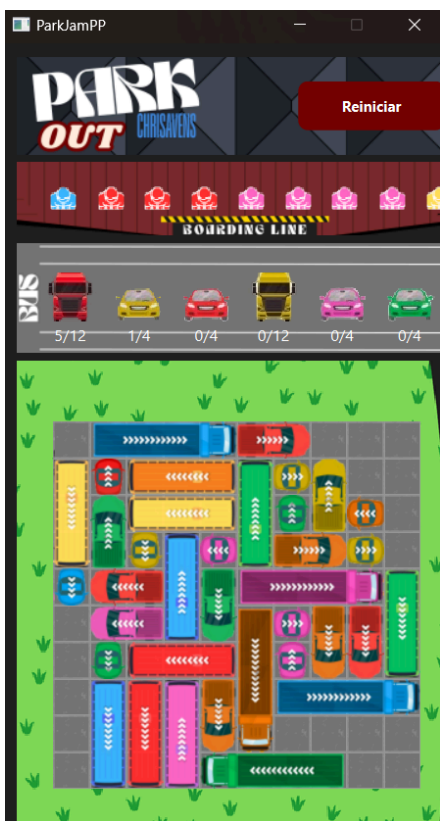 ParkJamPP
PARK
OUT CHRISAVENS
Reiniciar
BOARDING LINE
BUS
5/12 1/4 0/4 0/12 0/4 0/4